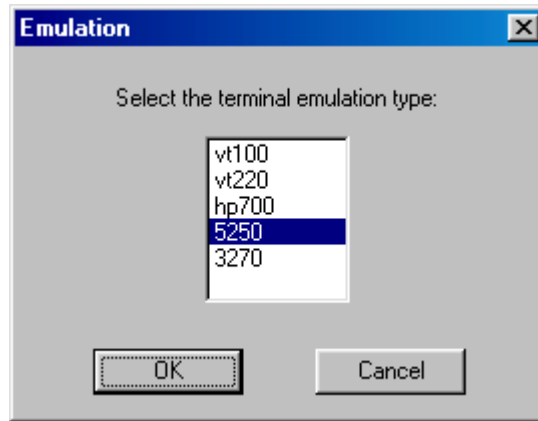 Emulation
Select the terminal emulation type:
vt100
vt220
hp700
5250
3270
OK
Cancel